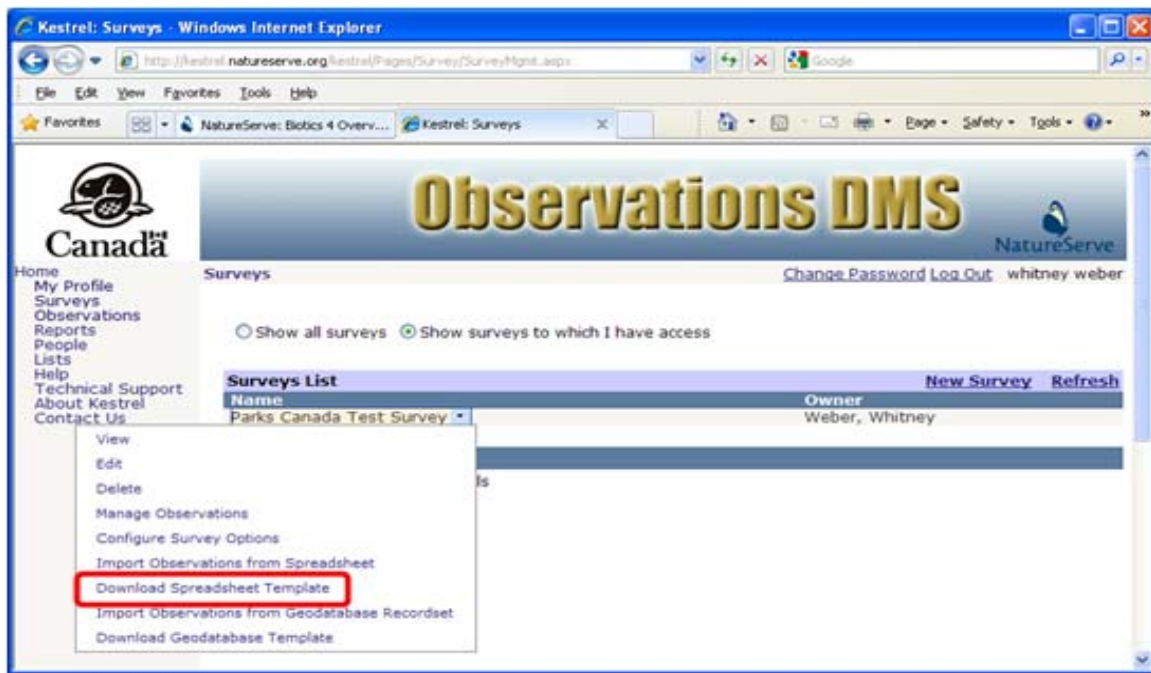 Kestrel: Surveys - Windows Internet Explorer
http://kestrel.natureserve.org/kestrel/Pages/Survey/SurveyMgmt.aspx
Google
File Edit View Favorites Tools Help
Favorites
NatureServe: Biotics 4 Overv...
Kestrel: Surveys
Page
Safety
Tools
Canada
Observations DMS
NatureServe
Home
My Profile
Surveys
Observations
Reports
People
Lists
Help
Technical Support
About Kestrel
Contact Us
Surveys
Change Password Log Out whitney weber
Show all surveys Show surveys to which I have access
Surveys List New Survey Refresh
Name Owner
Parks Canada Test Survey Weber, Whitney
ls
View
Edit
Delete
Manage Observations
Configure Survey Options
Import Observations from Spreadsheet
Download Spreadsheet Template
Import Observations from Geodatabase Recordset
Download Geodatabase Template